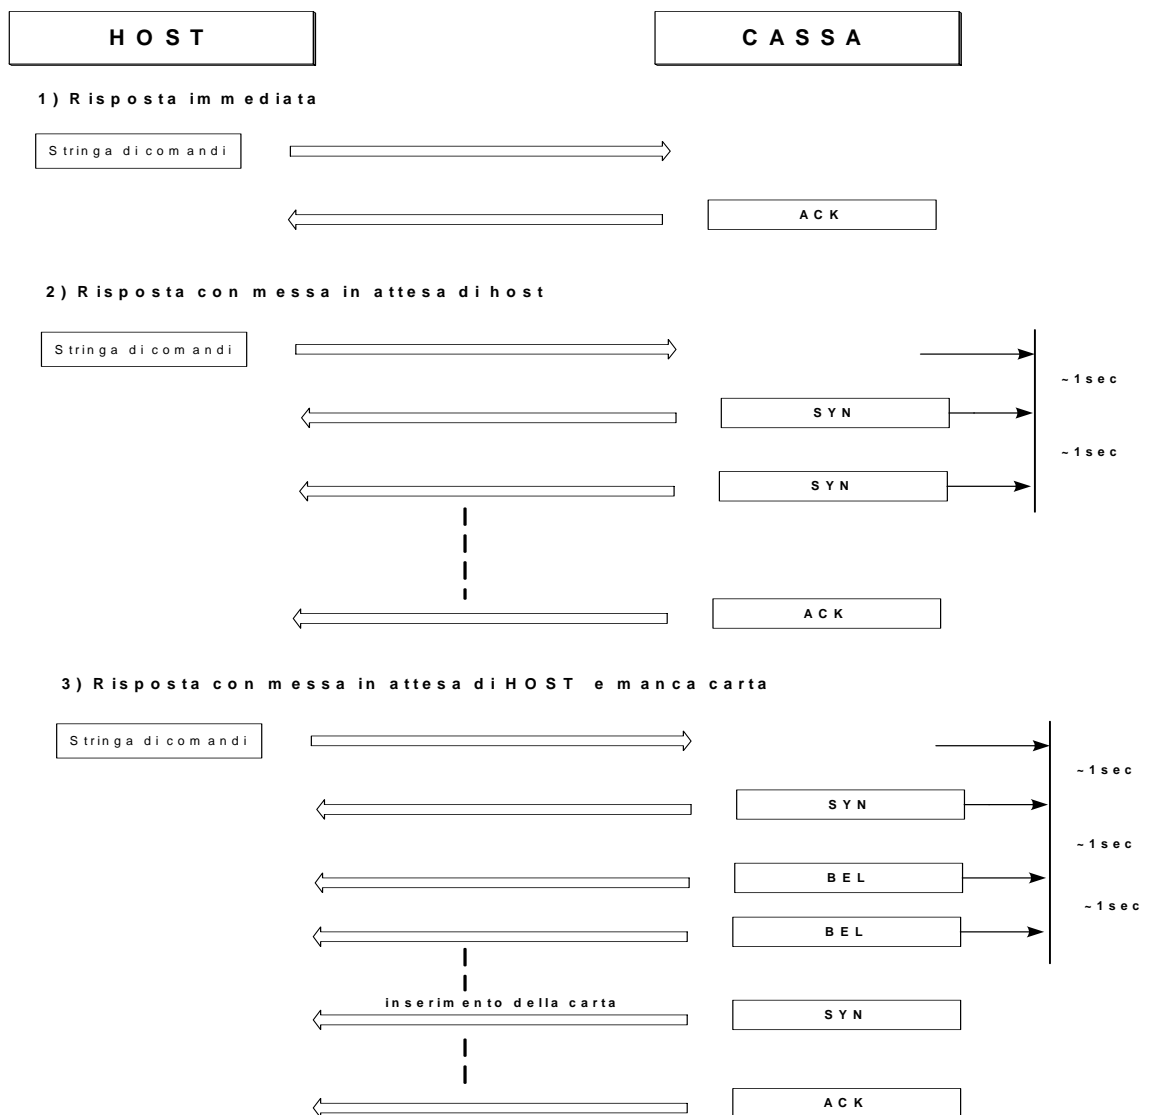 HOST
CASSA
1) Risposta immediata
Stringa di comandi
ACK
2) Risposta con messa in attesa di host
Stringa di comandi
~1sec
SYN
~1sec
SYN
ACK
3) Risposta con messa in attesa di HOST e manca carta
Stringa di comandi
~1sec
SYN
~1sec
BEL
~1sec
BEL
inserimento della carta
SYN
ACK